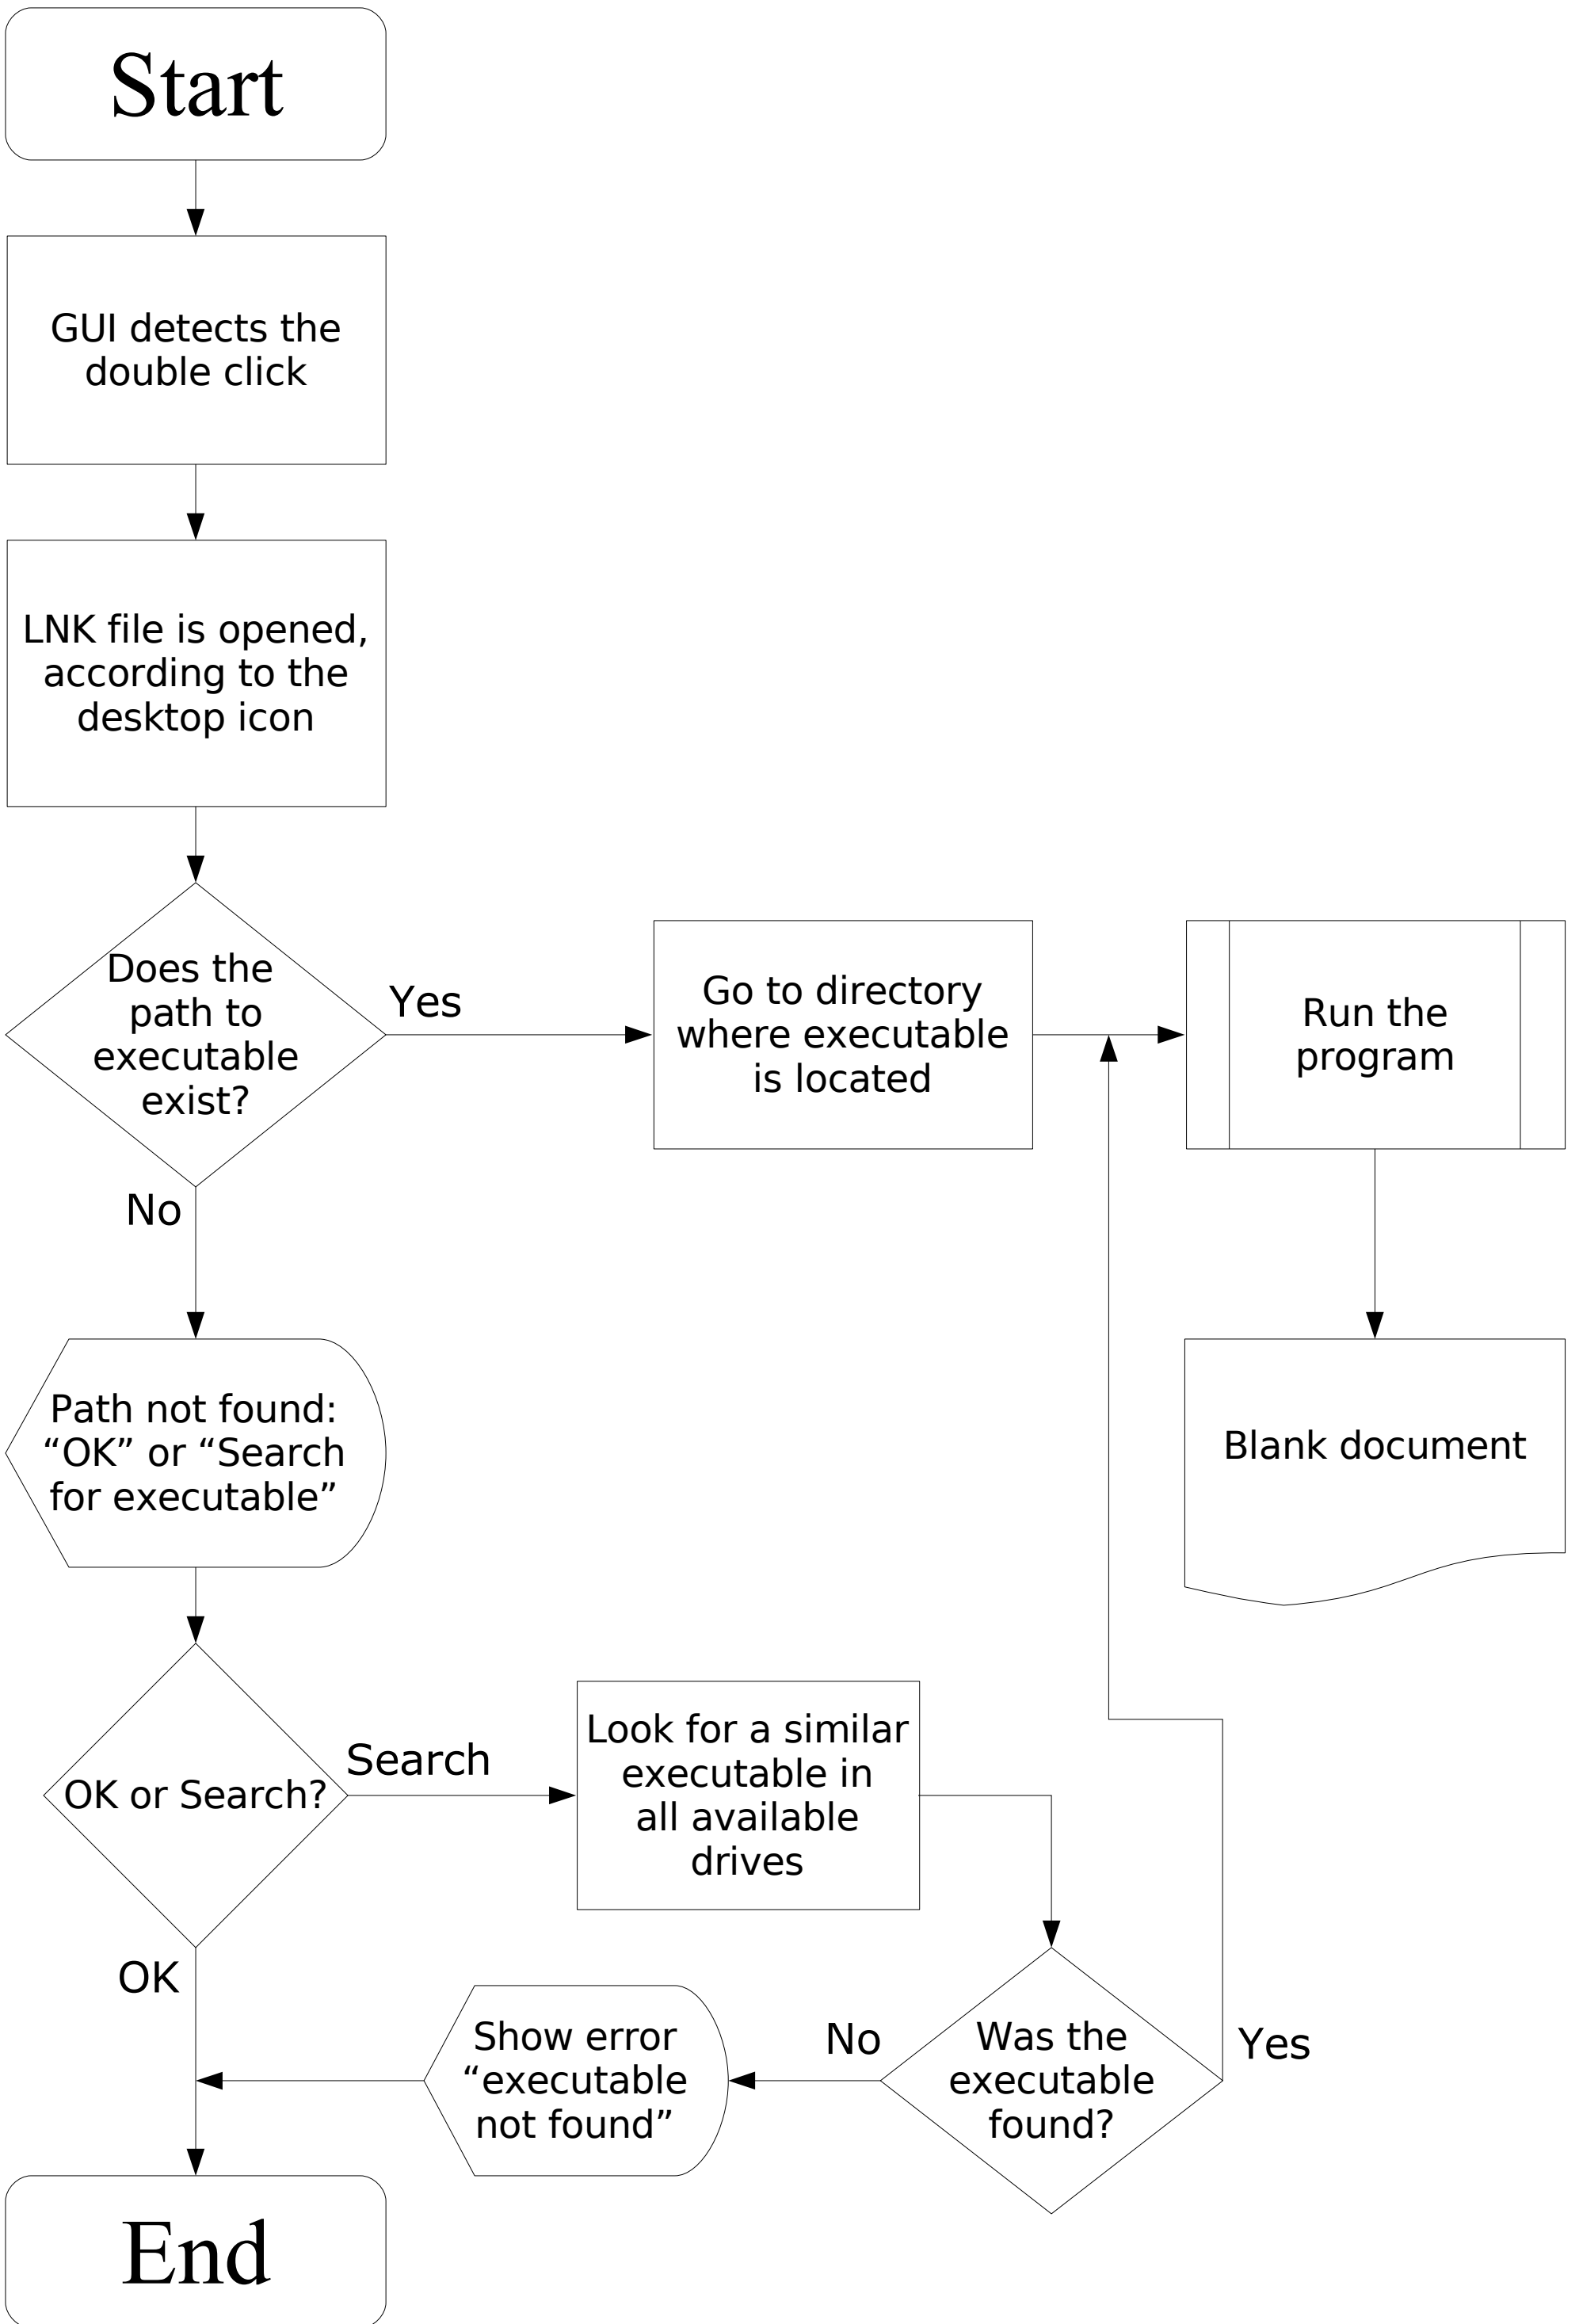 Start
GUI detects the
double click
LNK file is opened,
according to the
desktop icon
Does the
path to
executable
exist?
Yes
Go to directory
where executable
is located
Run the
program
No
Path not found:
“OK” or “Search
for executable”
Blank document
OK or Search?
Search
Look for a similar
executable in
all available
drives
OK
Show error
“executable
not found”
No
Was the
executable
found?
Yes
End